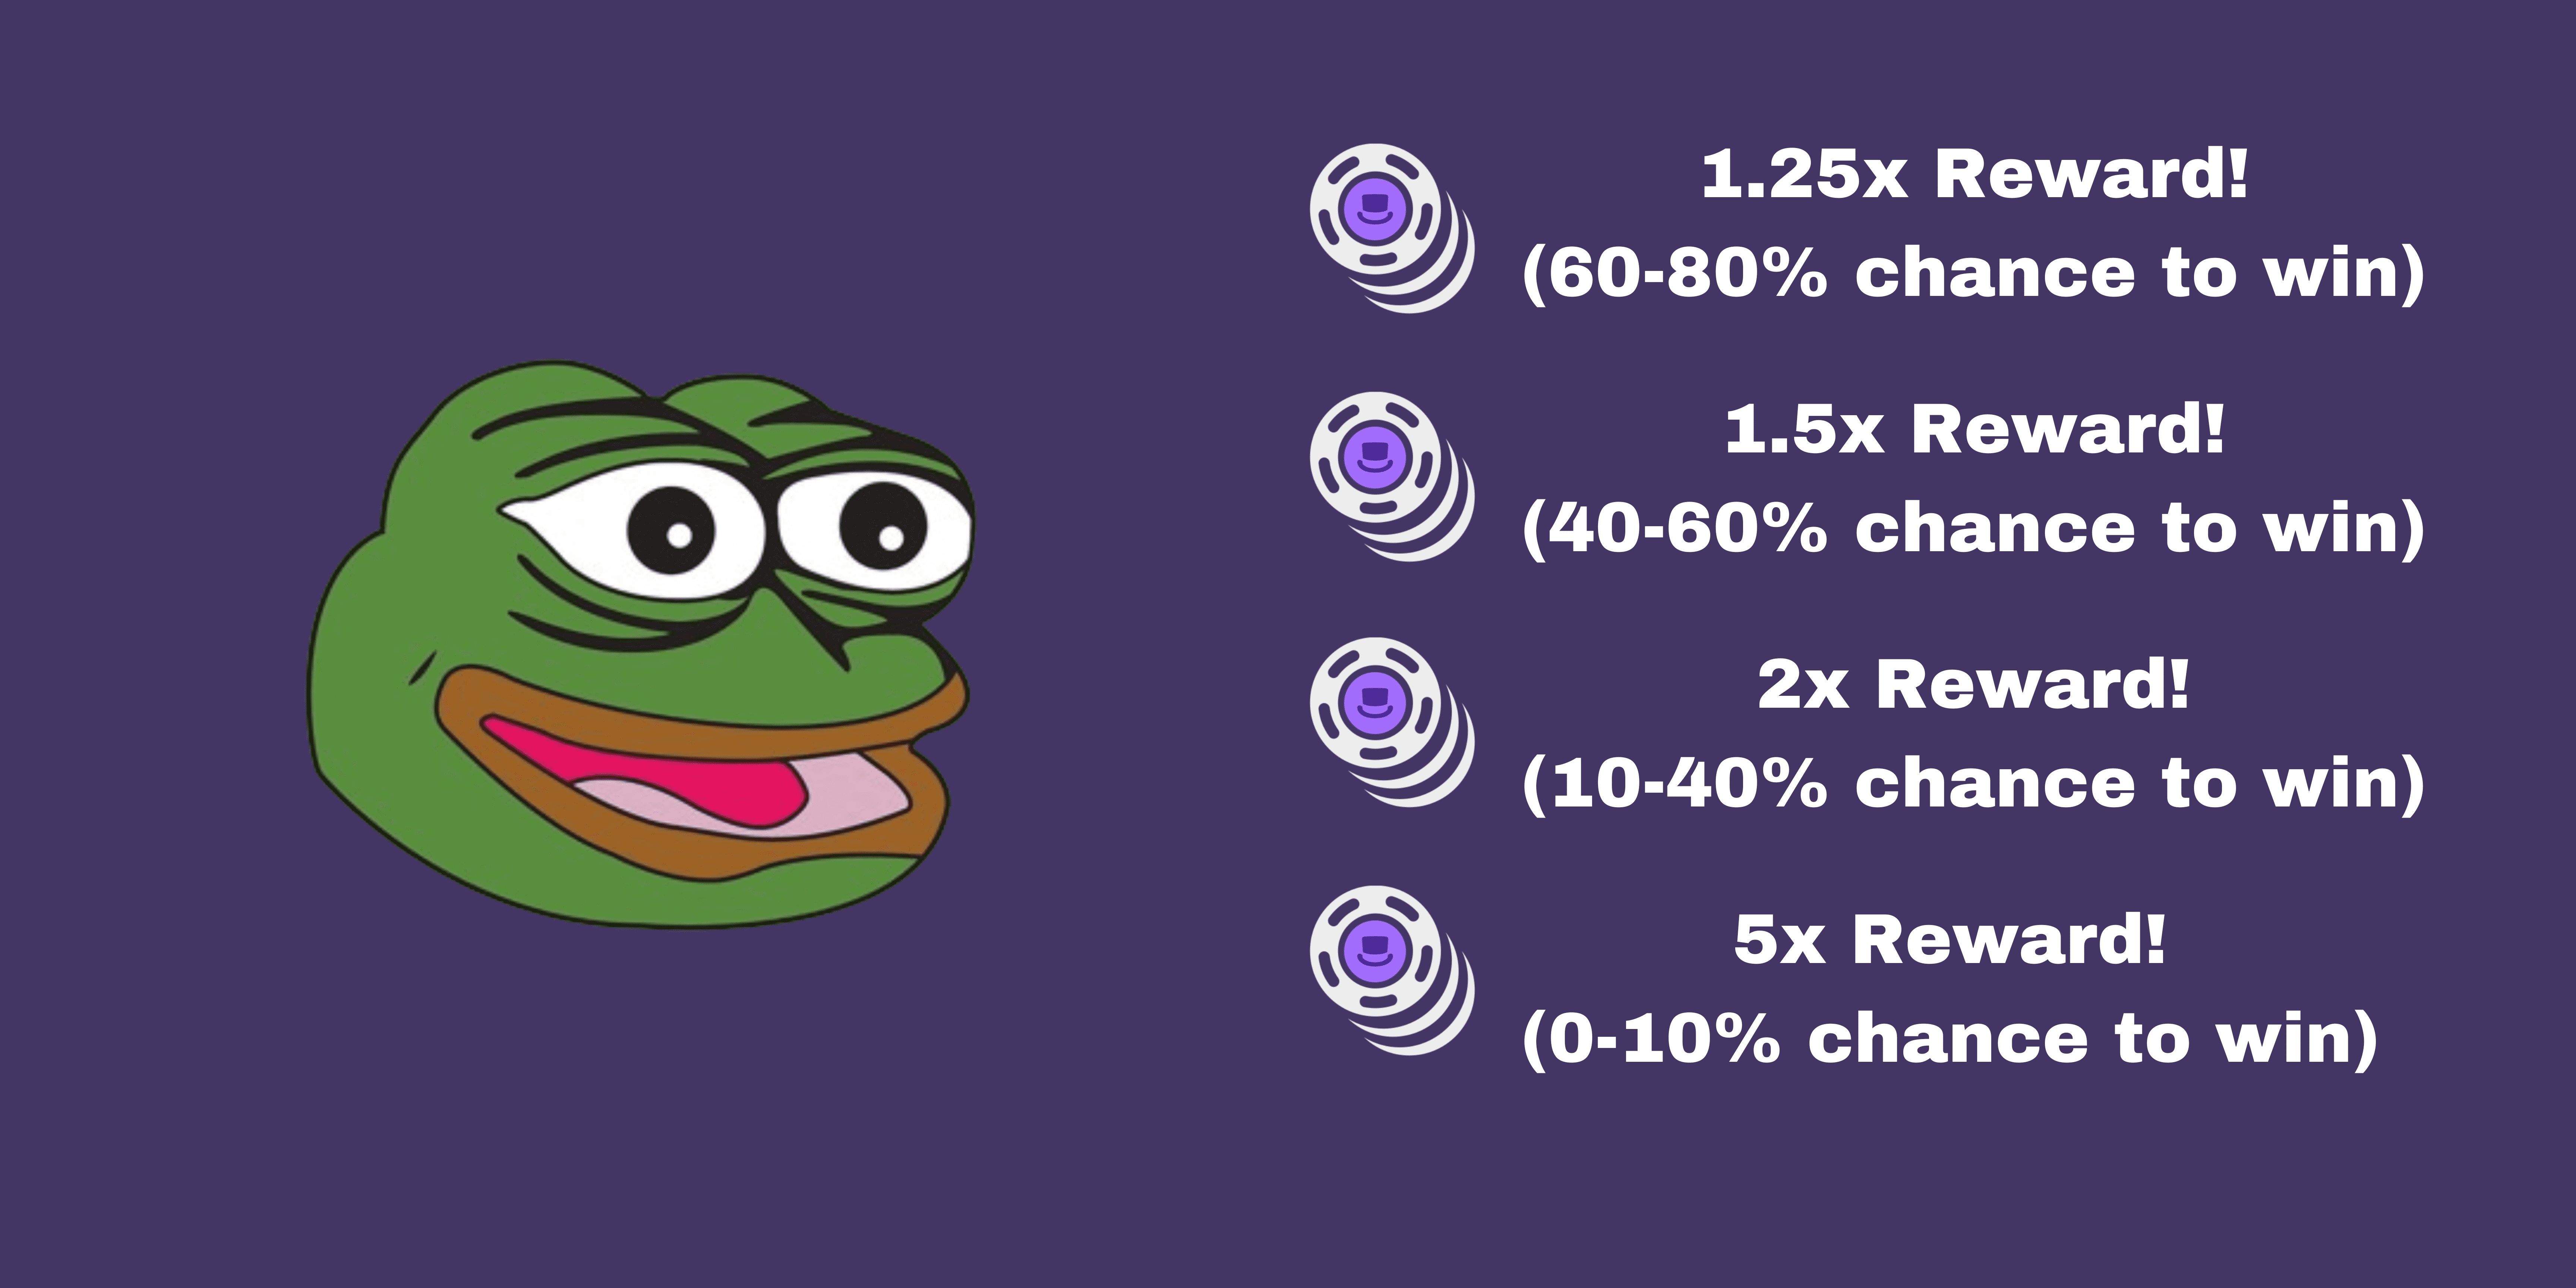 1.25x Reward!
(60-80% chance to win)
1.5x Reward!
(40-60% chance to win)
2x Reward!
(10-40% chance to win)
5x Reward!
(0-10% chance to win)